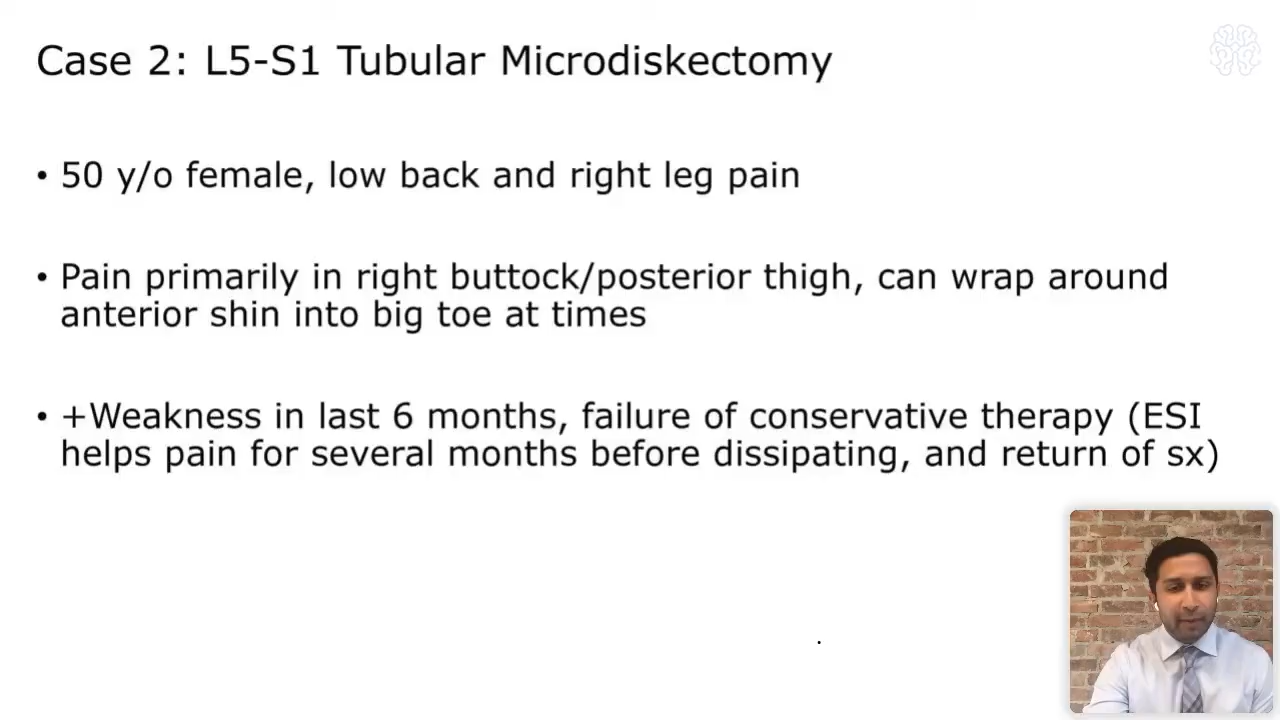 Case 2: L5-S1 Tubular Microdiskectomy
• 50 y/o female, low back and right leg pain
• Pain primarily in right buttock/posterior thigh, can wrap around
anterior shin into big toe at times
• +Weakness in last 6 months, failure of conservative therapy (ESI
helps pain for several months before dissipating, and return of sx)